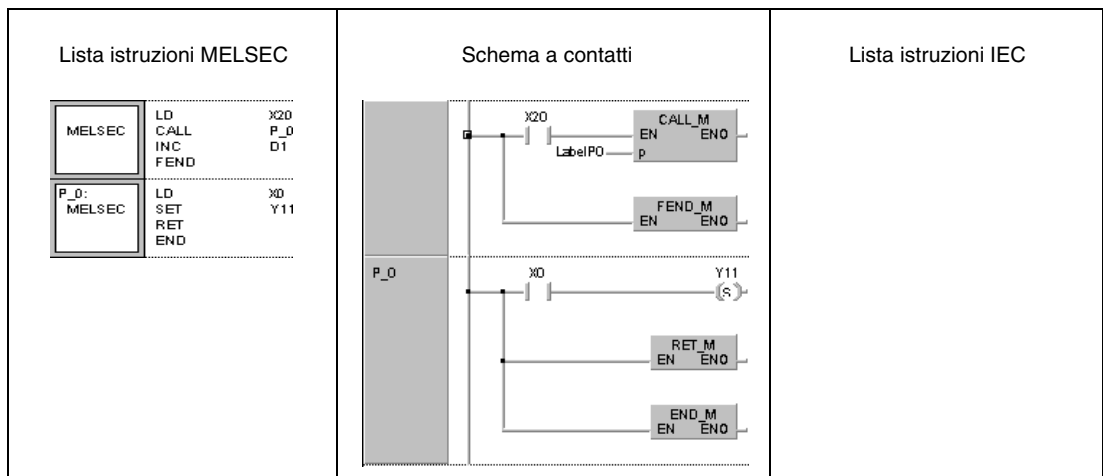 Lista istruzioni MELSEC
MELSEC
LD X20
CALL P_0
INC D1
FEND
P_0:
MELSEC
LD X0
SET Y11
RET
END
Schema a contatti
X20
CALL_M
EN ENO
LabelP0 p
FEND_M
EN ENO
P_0
X0 Y11
S
RET_M
EN ENO
END_M
EN ENO
Lista istruzioni IEC